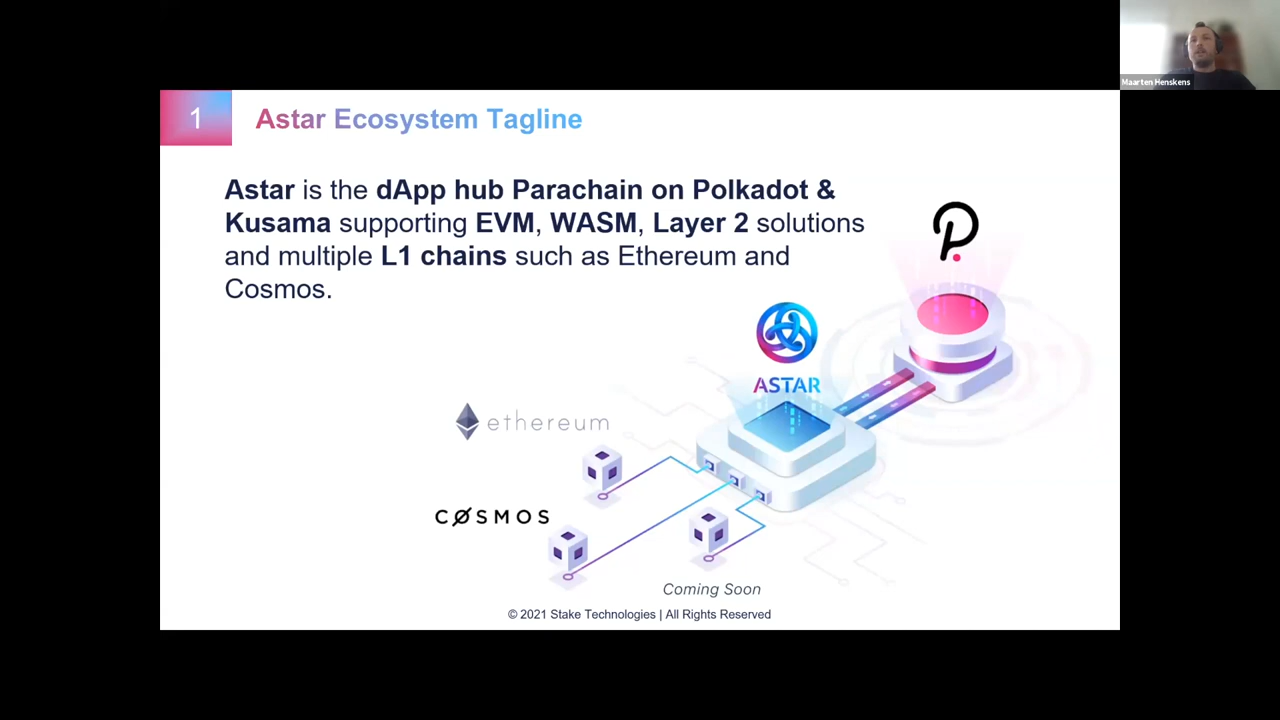 Maarten Henskens
1
Astar Ecosystem Tagline
Astar is the dApp hub Parachain on Polkadot &
Kusama supporting EVM, WASM, Layer 2 solutions
and multiple L1 chains such as Ethereum and
Cosmos.
ASTAR
ethereum
COSMOS
Coming Soon
© 2021 Stake Technologies | All Rights Reserved